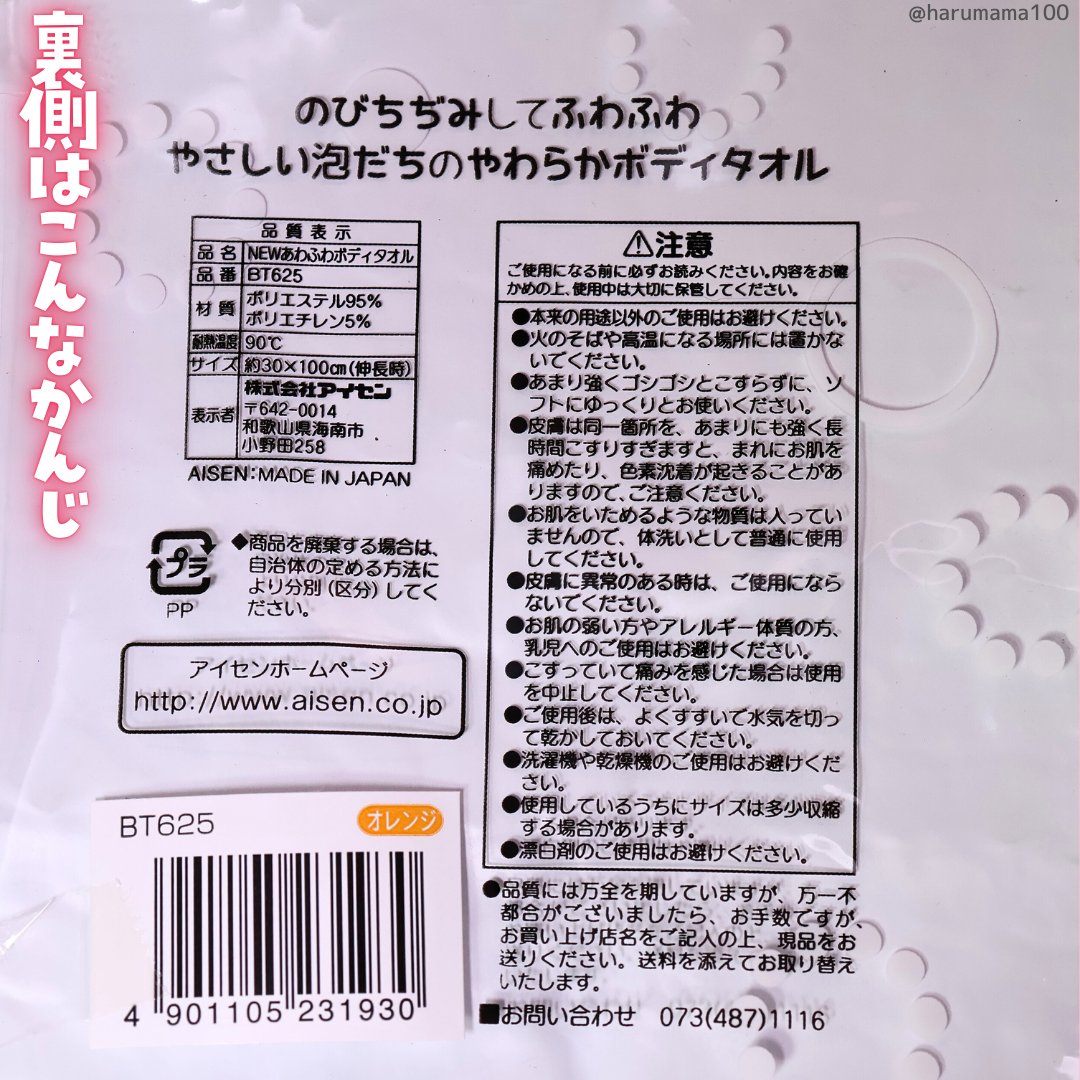 @harumama100
裏側はこんなかんじ
のびちぢみしてふわふわ
やさしい泡だちのやわらかボディタオル
品質表示
品名 NEWあわふわボディタオル
品番 BT625
材質 ポリエステル95%
ポリエチレン5%
耐熱温度 90℃
サイズ 約30×100㎝(伸長時)
表示者 株式会社アイセン
〒642-0014
和歌山県海南市
小野田258
AISEN:MADE IN JAPAN
プラ
PP
◆商品を廃棄する場合は、
自治体の定める方法に
より分別(区分)してく
ださい。
アイセンホームページ
http://www.aisen.co.jp
BT625 オレンジ
4 901105 231930
⚠注意
ご使用になる前に必ずお読みください。内容をお確
かめの上、使用中は大切に保管してください。
●本来の用途以外のご使用はお避けください。
●火のそばや高温になる場所には置かな
いでください。
●あまり強くゴシゴシとこすらずに、ソ
フトにゆっくりとお使いください。
●皮膚は同一箇所を、あまりにも強く長
時間こすりすぎますと、まれにお肌を
痛めたり、色素沈着が起きることがあ
りますので、ご注意ください。
●お肌をいためるような物質は入ってい
ませんので、体洗いとして普通に使用
してください。
●皮膚に異常のある時は、ご使用になら
ないでください。
●お肌の弱い方やアレルギー体質の方、
乳児へのご使用はお避けください。
●こすっていて痛みを感じた場合は使用
を中止してください。
●ご使用後は、よくすすいで水気を切っ
て乾かしておいてください。
●洗濯機や乾燥機のご使用はお避けくだ
さい。
●使用しているうちにサイズは多少収縮
する場合があります。
●漂白剤のご使用はお避けください。
●品質には万全を期していますが、万一不
都合がございましたら、お手数ですが、
お買い上げ店名をご記入の上、現品をお
送りください。送料を添えてお取り替え
いたします。
■お問い合わせ 073(487)1116